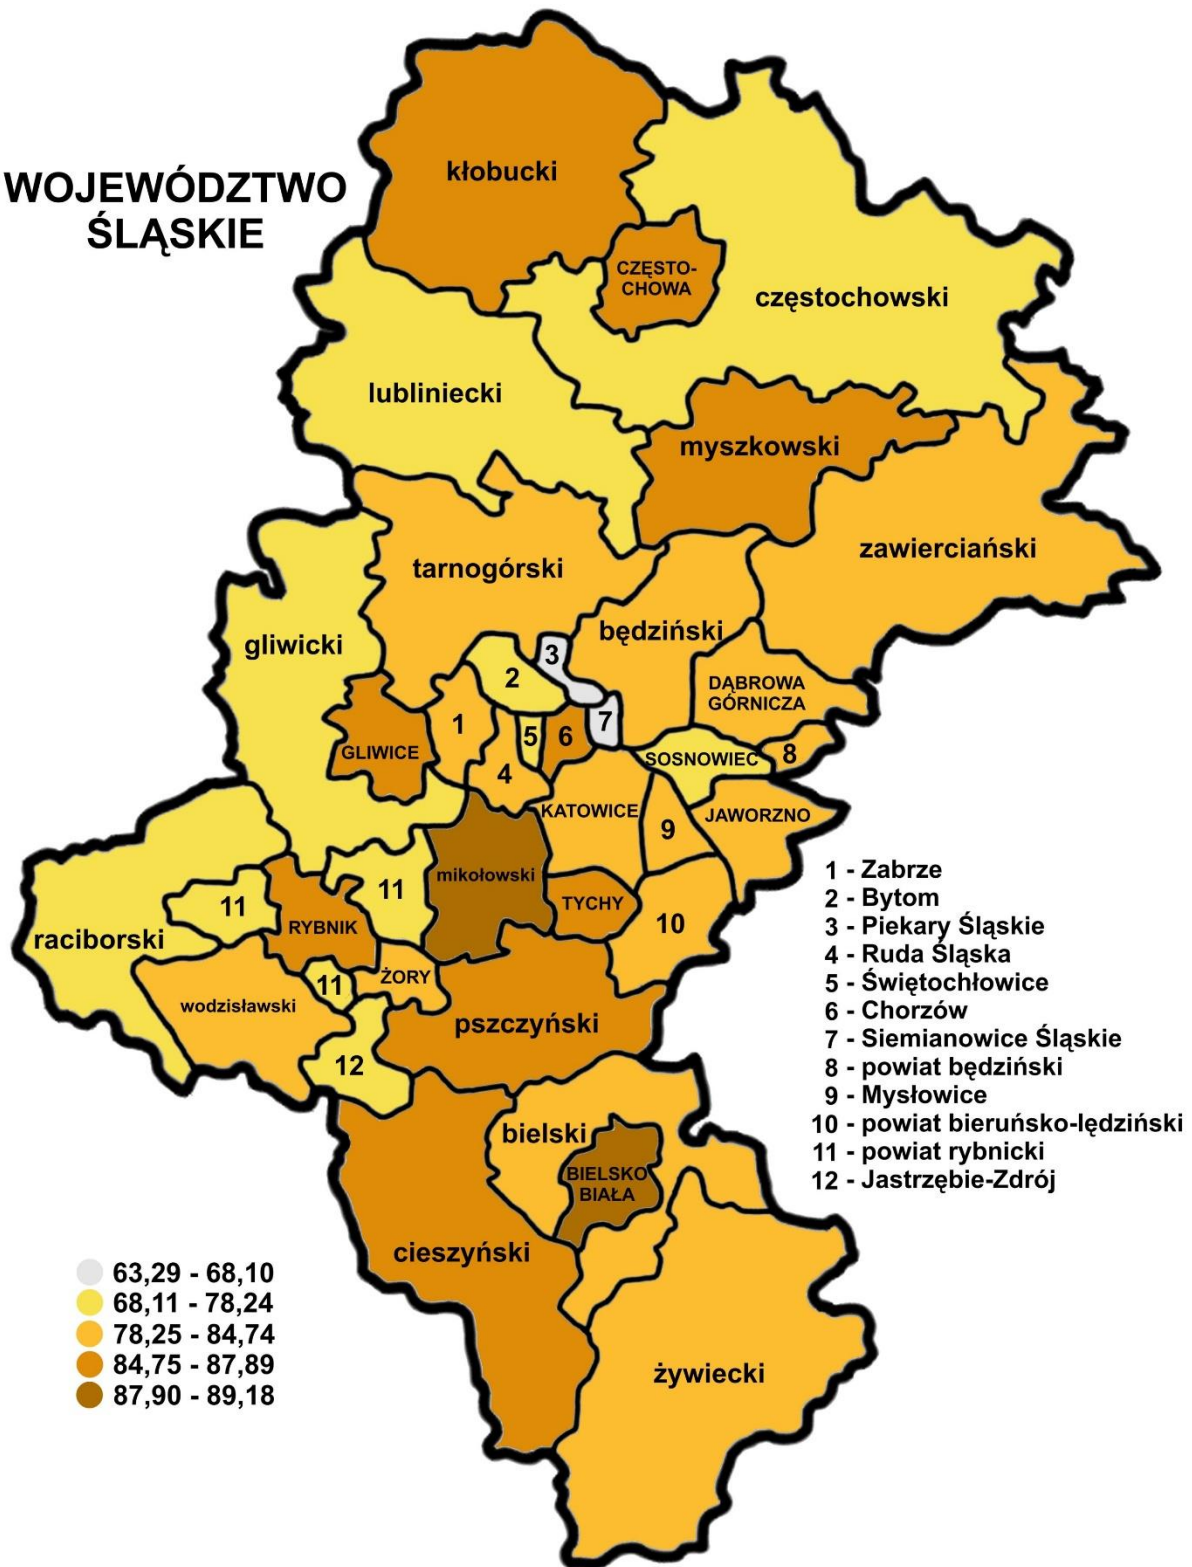 WOJEWÓDZTWO
ŚLĄSKIE
kłobucki
CZĘSTO-
CHOWA
częstochowski
lubliniecki
myszkowski
zawierciański
tarnogórski
będziński
gliwicki
3
2
DĄBROWA
GÓRNICZA
1
7
5
6
GLIWICE
SOSNOWIEC
8
4
KATOWICE
JAWORZNO
9
mikołowski
11
11
TYCHY
10
RYBNIK
raciborski
ŻORY
11
wodzisławski
pszczyński
12
1 - Zabrze
2 - Bytom
3 - Piekary Śląskie
4 - Ruda Śląska
5 - Świętochłowice
6 - Chorzów
7 - Siemianowice Śląskie
8 - powiat będziński
9 - Mysłowice
10 - powiat bieruńsko-lędziński
11 - powiat rybnicki
12 - Jastrzębie-Zdrój
bielski
BIELSKO
BIAŁA
cieszyński
żywiecki
63,29 - 68,10
68,11 - 78,24
78,25 - 84,74
84,75 - 87,89
87,90 - 89,18